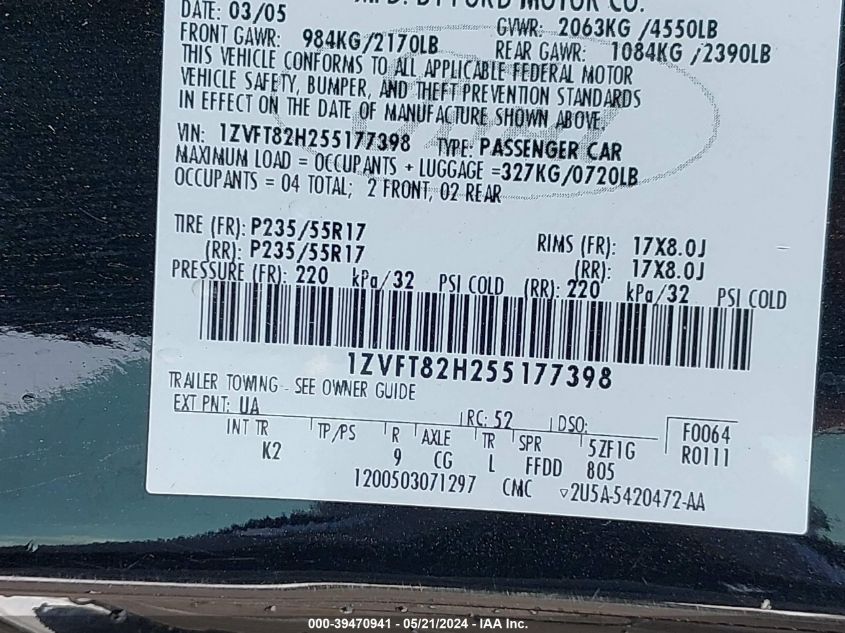 MFD. BY FORD MOTOR CO.
DATE: 03/05 GVWR: 2063KG /4550LB
FRONT GAWR: 984KG/2170LB REAR GAWR: 1084KG /2390LB
THIS VEHICLE CONFORMS TO ALL APPLICABLE FEDERAL MOTOR
VEHICLE SAFETY, BUMPER, AND THEFT PREVENTION STANDARDS
IN EFFECT ON THE DATE OF MANUFACTURE SHOWN ABOVE.
VIN: 1ZVFT82H255177398 TYPE: PASSENGER CAR
MAXIMUM LOAD = OCCUPANTS + LUGGAGE =327KG/0720LB
OCCUPANTS = 04 TOTAL; 2 FRONT, 02 REAR
TIRE (FR): P235/55R17 RIMS (FR): 17X8.0J
(RR): P235/55R17 (RR): 17X8.0J
PRESSURE (FR): 220 kPa/32 PSI COLD (RR): 220 kPa/32 PSI COLD
1ZVFT82H255177398
TRAILER TOWING - SEE OWNER GUIDE
EXT PNT: UA RC: 52 DSO:
INT TR TP/PS R AXLE TR SPR 5ZF1G F0064
K2 9 CG L FFDD 805 R0111
1200503071297 CMC ▽2U5A-5420472-AA
000-39470941 - 05/21/2024 - IAA Inc.